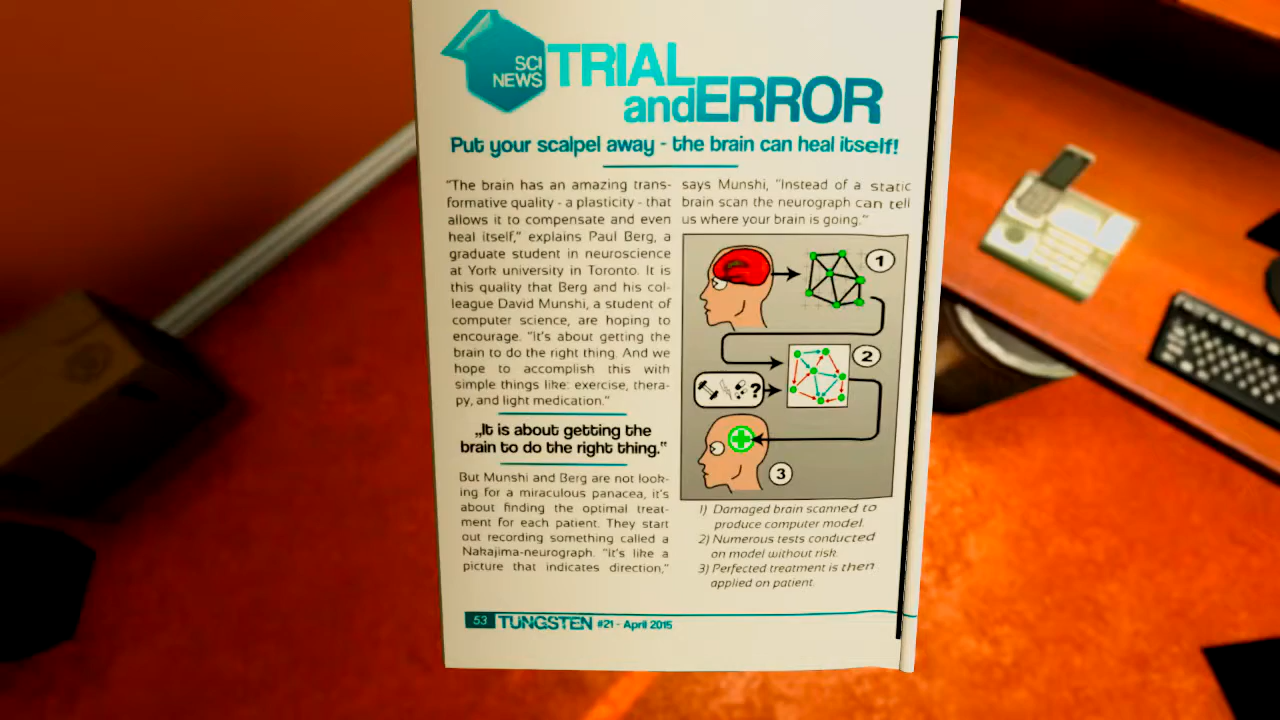 SCI
NEWS
TRIAL
and ERROR
Put your scalpel away - the brain can heal itself!
"The brain has an amazing trans-
formative quality - a plasticity - that
allows it to compensate and even
heal itself," explains Paul Berg, a
graduate student in neuroscience
at York university in Toronto. It is
this quality that Berg and his col-
league David Munshi, a student of
computer science, are hoping to
encourage. "It's about getting the
brain to do the right thing. And we
hope to accomplish this with
simple things like: exercise, thera-
py, and light medication."
„It is about getting the
brain to do the right thing."
But Munshi and Berg are not look-
ing for a miraculous panacea, it's
about finding the optimal treat-
ment for each patient. They start
out recording something called a
Nakajima-neurograph. "it's like a
picture that indicates direction,"
says Munshi, "Instead of a static
brain scan the neurograph can tell
us where your brain is going."
1
2
?
3
1) Damaged brain scanned to
produce computer model.
2) Numerous tests conducted
on model without risk.
3) Perfected treatment is then
applied on patient.
53 TUNGSTEN #21 - April 2015